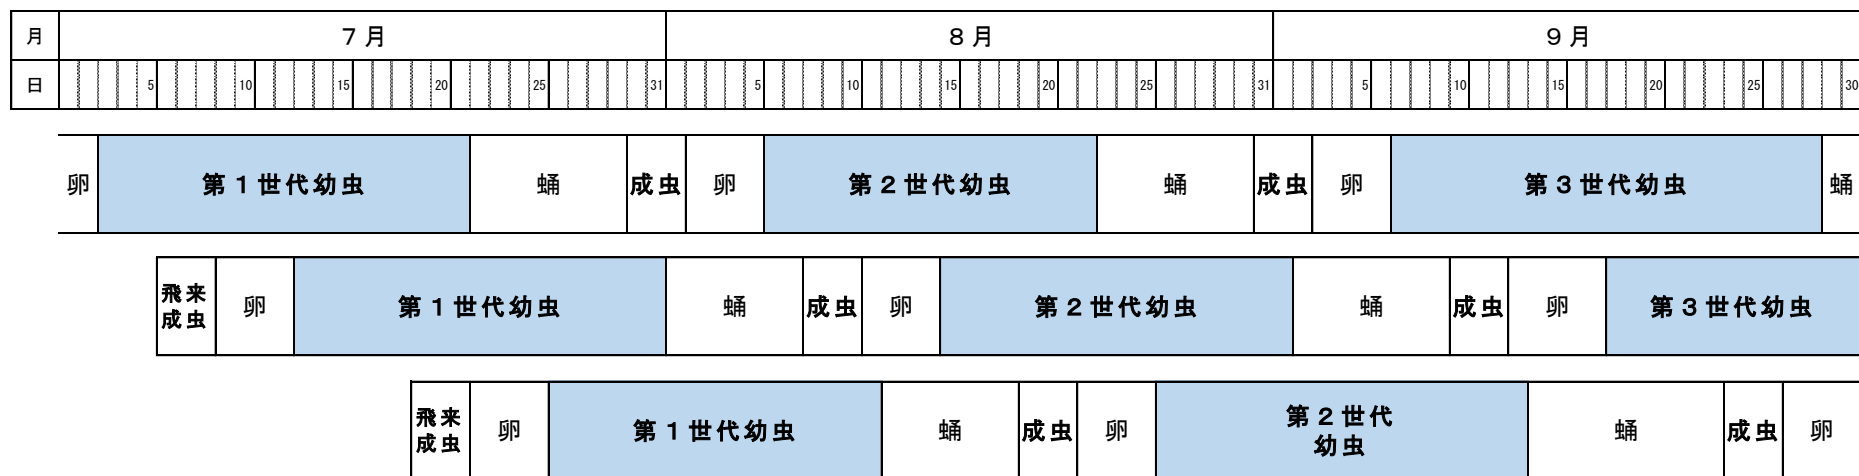 月 7月 8月 9月
日 5 10 15 20 25 31 5 10 15 20 25 31 5 10 15 20 25 30
卵 第1世代幼虫 蛹 成虫 卵 第2世代幼虫 蛹 成虫 卵 第3世代幼虫 蛹
飛来
成虫
卵 第1世代幼虫 蛹 成虫 卵 第2世代幼虫 蛹 成虫 卵 第3世代幼虫
飛来
成虫
卵 第1世代幼虫 蛹 成虫 卵
第2世代
幼虫
蛹 成虫 卵